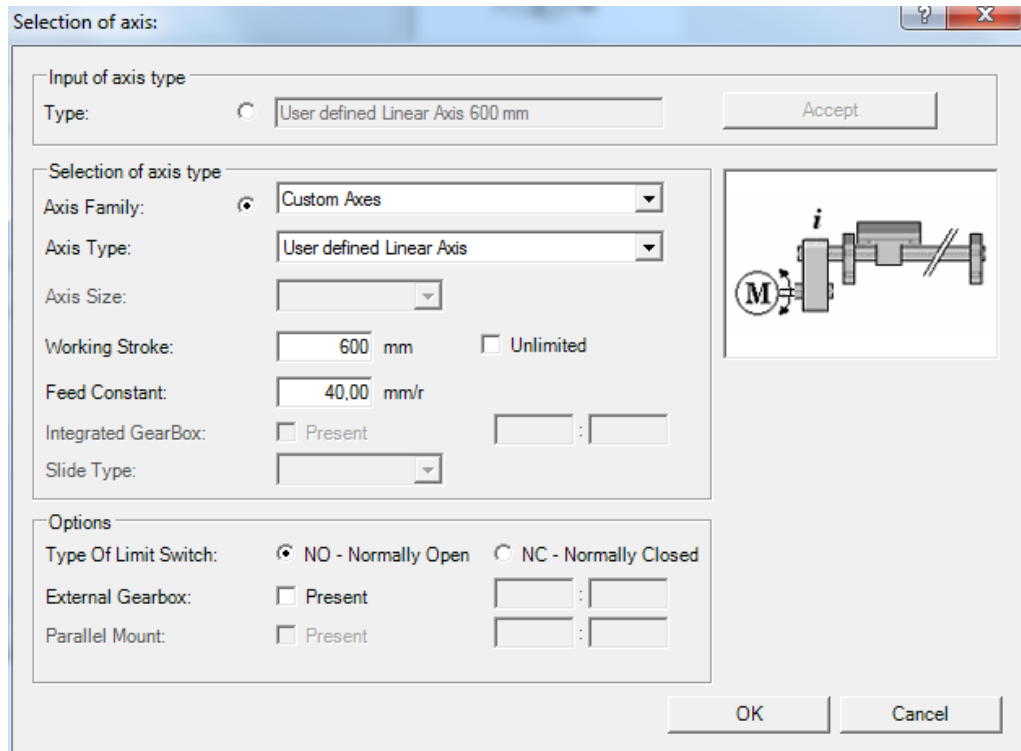 Selection of axis:
?
X
Input of axis type
Type:
User defined Linear Axis 600 mm
Accept
Selection of axis type
Axis Family:
Custom Axes
Axis Type:
User defined Linear Axis
Axis Size:
Working Stroke:
600 mm
Unlimited
Feed Constant:
40,00 mm/r
Integrated GearBox:
Present
:
Slide Type:
i
M
Options
Type Of Limit Switch:
NO - Normally Open
NC - Normally Closed
External Gearbox:
Present
:
Parallel Mount:
Present
:
OK
Cancel